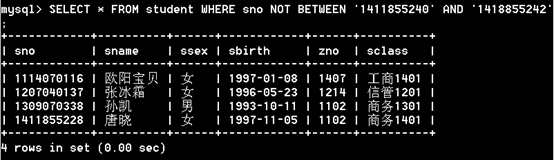 mysql> SELECT * FROM student WHERE sno NOT BETWEEN '1411855240' AND '1418855242'
;
+------------+----------+------+------------+------+----------+
| sno | sname | ssex | sbirth | zno | sclass |
+------------+----------+------+------------+------+----------+
| 1114070116 | 欧阳宝贝 | 女 | 1997-01-08 | 1407 | 工商1401 |
| 1207040137 | 张冰霜 | 女 | 1996-05-23 | 1214 | 信管1201 |
| 1309070338 | 孙凯 | 男 | 1993-10-11 | 1102 | 商务1301 |
| 1411855228 | 唐晓 | 女 | 1997-11-05 | 1102 | 商务1401 |
+------------+----------+------+------------+------+----------+
4 rows in set (0.00 sec)